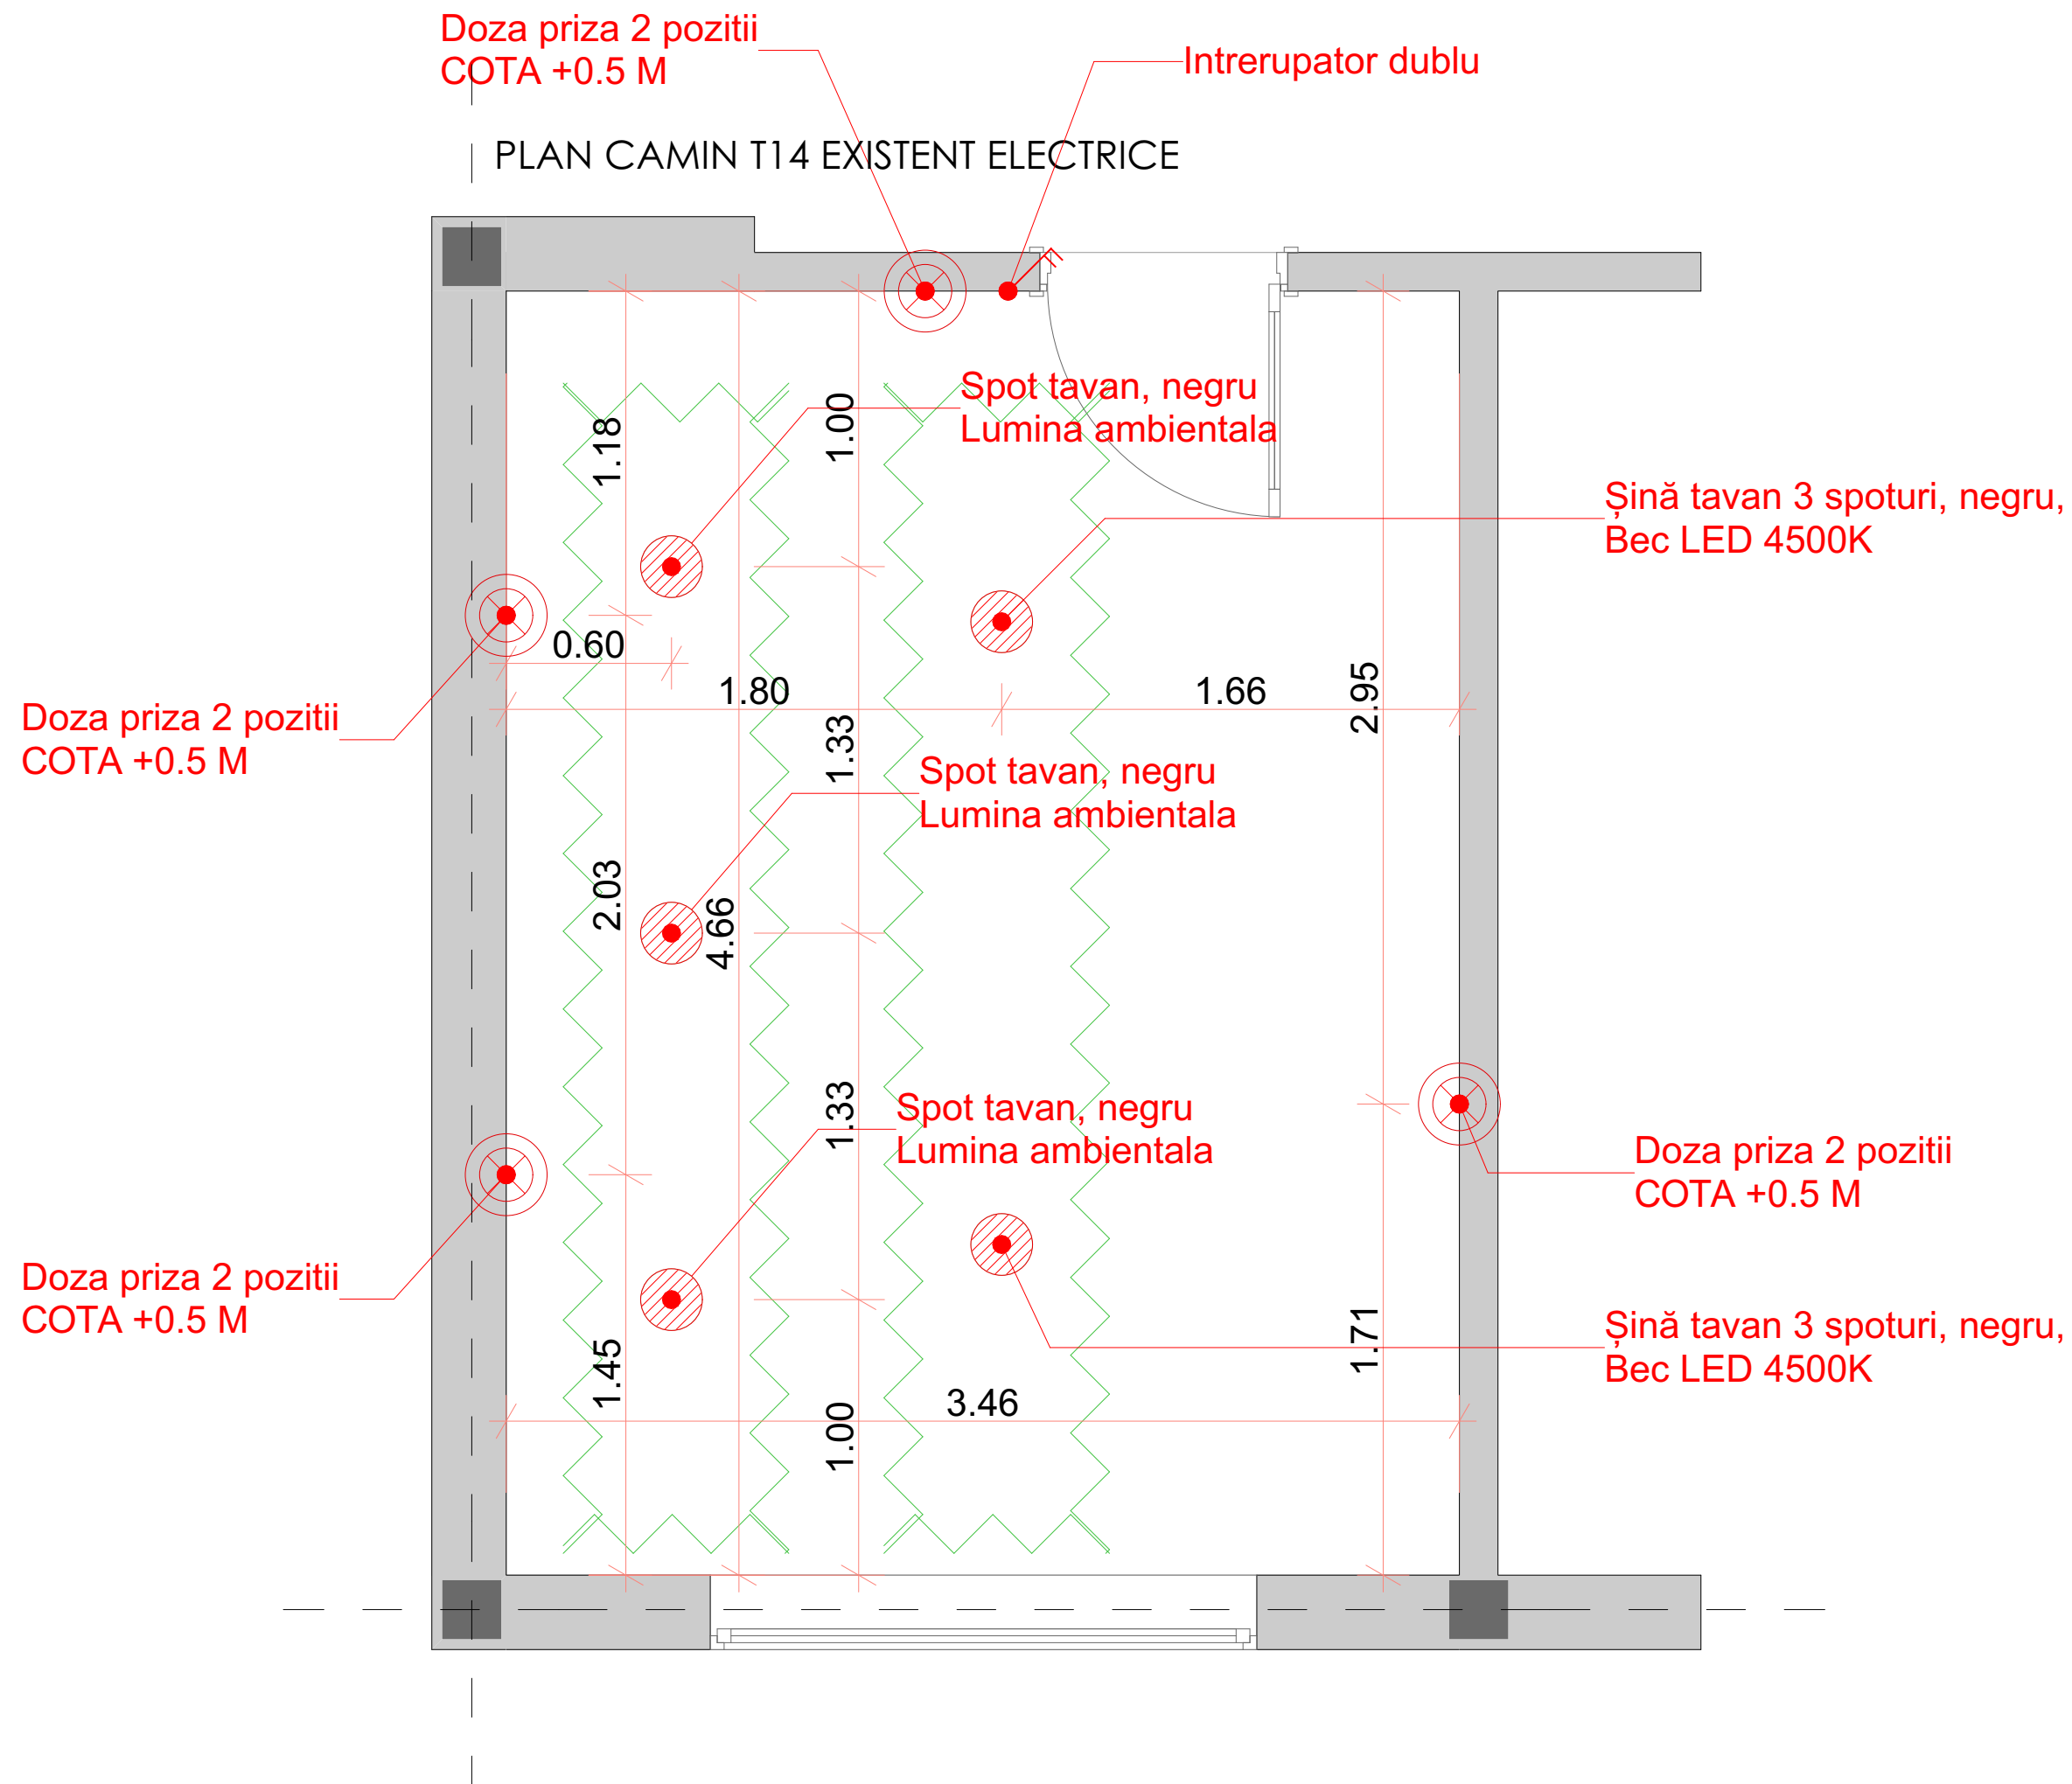 Doza priza 2 pozitii
COTA +0.5 M
Intrerupator dublu
PLAN CAMIN T14 EXISTENT ELECTRICE
Spot tavan, negru
Lumina ambientala
1.18
1.00
Șină tavan 3 spoturi, negru,
Bec LED 4500K
0.60
1.80
1.66
2.95
Doza priza 2 pozitii
COTA +0.5 M
1.33
Spot tavan, negru
Lumina ambientala
2.03
4.66
1.33
Spot tavan, negru
Lumina ambientala
Doza priza 2 pozitii
COTA +0.5 M
Doza priza 2 pozitii
COTA +0.5 M
1.45
1.71
Șină tavan 3 spoturi, negru,
Bec LED 4500K
3.46
1.00